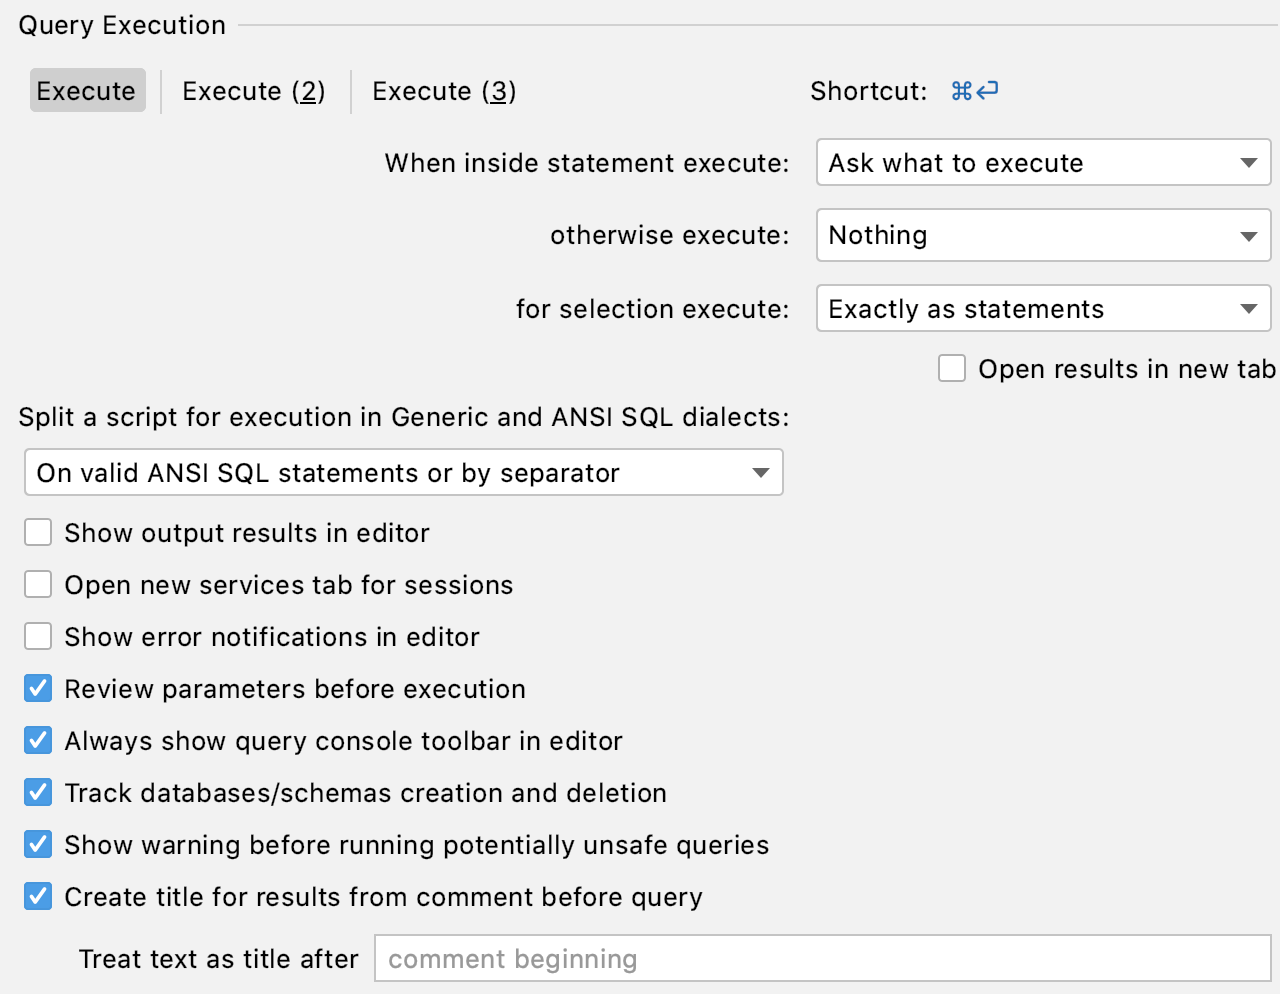 Query Execution
Execute Execute (2) Execute (3) Shortcut: ⌘⏎
When inside statement execute: Ask what to execute
otherwise execute: Nothing
for selection execute: Exactly as statements
Open results in new tab
Split a script for execution in Generic and ANSI SQL dialects:
On valid ANSI SQL statements or by separator
Show output results in editor
Open new services tab for sessions
Show error notifications in editor
Review parameters before execution
Always show query console toolbar in editor
Track databases/schemas creation and deletion
Show warning before running potentially unsafe queries
Create title for results from comment before query
Treat text as title after comment beginning